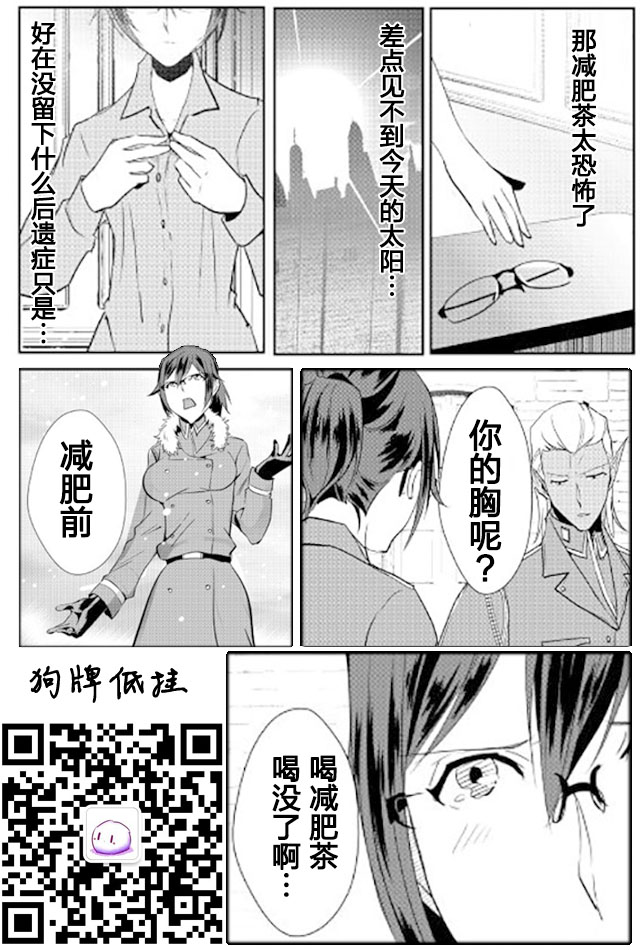 那减肥茶太恐怖了
差点见不到今天的太阳…
好在没留下什么后遗症只是…
你的胸呢?
减肥前
喝减肥茶
喝没了啊…
狗牌低挂